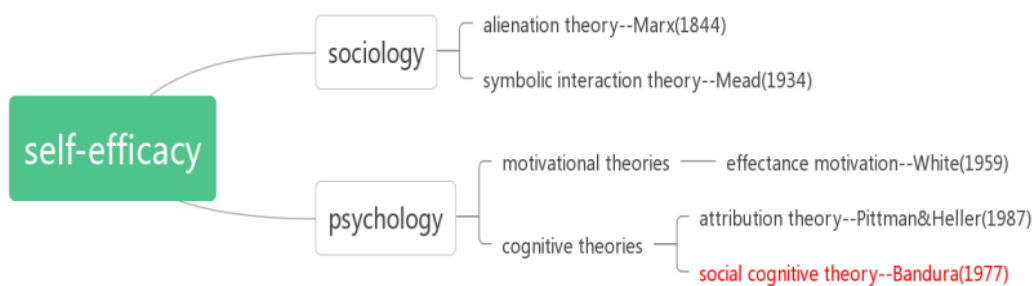 self-efficacy
sociology
alienation theory--Marx(1844)
symbolic interaction theory--Mead(1934)
psychology
motivational theories
effectance motivation--White(1959)
cognitive theories
attribution theory--Pittman&Heller(1987)
social cognitive theory--Bandura(1977)